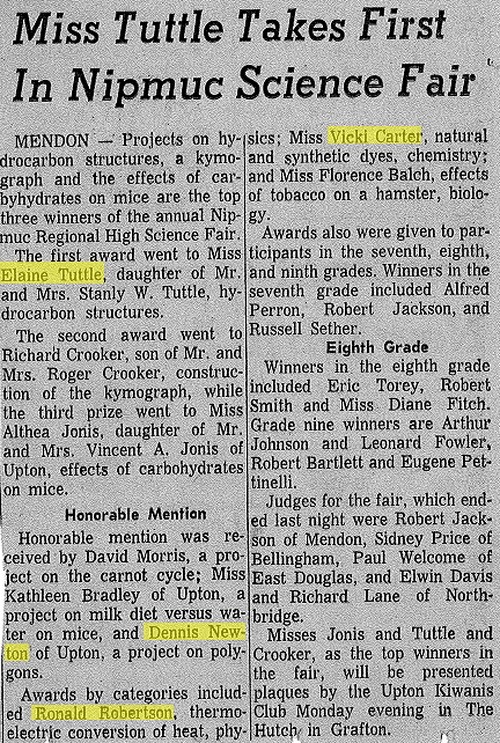 Miss Tuttle Takes First
In Nipmuc Science Fair
MENDON — Projects on hy-
drocarbon structures, a kymo-
graph and the effects of car-
byhydrates on mice are the top
three winners of the annual Nip-
muc Regional High Science Fair.
The first award went to Miss
Elaine Tuttle, daughter of Mr.
and Mrs. Stanly W. Tuttle, hy-
drocarbon structures.
The second award went to
Richard Crooker, son of Mr. and
Mrs. Roger Crooker, construc-
tion of the kymograph, while
the third prize went to Miss
Althea Jonis, daughter of Mr.
and Mrs. Vincent A. Jonis of
Upton, effects of carbohydrates
on mice.
Honorable Mention
Honorable mention was re-
ceived by David Morris, a pro-
ject on the carnot cycle; Miss
Kathleen Bradley of Upton, a
project on milk diet versus wa-
ter on mice, and Dennis New-
ton of Upton, a project on poly-
gons.
Awards by categories includ-
ed Ronald Robertson, thermo-
electric conversion of heat, phy-
sics; Miss Vicki Carter, natural
and synthetic dyes, chemistry;
and Miss Florence Balch, effects
of tobacco on a hamster, biolo-
gy.
Awards also were given to par-
ticipants in the seventh, eighth,
and ninth grades. Winners in the
seventh grade included Alfred
Perron, Robert Jackson, and
Russell Sether.
Eighth Grade
Winners in the eighth grade
included Eric Torey, Robert
Smith and Miss Diane Fitch.
Grade nine winners are Arthur
Johnson and Leonard Fowler,
Robert Bartlett and Eugene Pet-
tinelli.
Judges for the fair, which end-
ed last night were Robert Jack-
son of Mendon, Sidney Price of
Bellingham, Paul Welcome of
East Douglas, and Elwin Davis
and Richard Lane of North-
bridge.
Misses Jonis and Tuttle and
Crooker, as the top winners in
the fair, will be presented
plaques by the Upton Kiwanis
Club Monday evening in The
Hutch in Grafton.